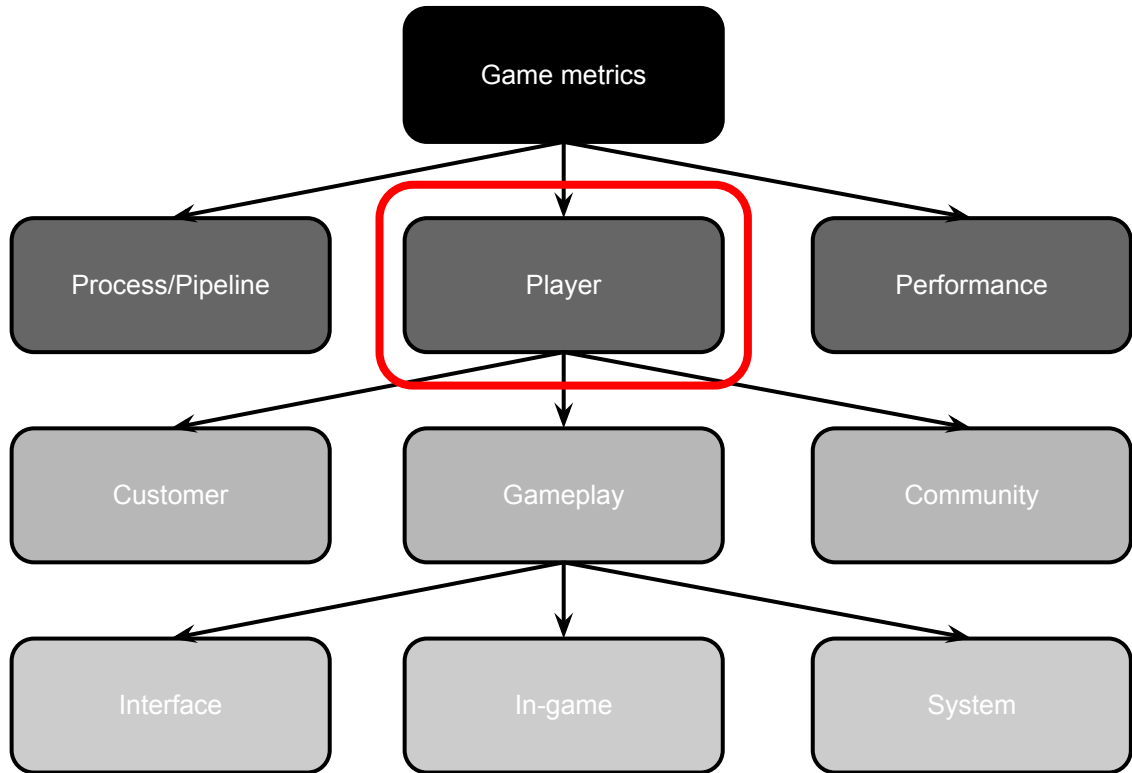 Game metrics
Process/Pipeline
Player
Performance
Customer
Gameplay
Community
Interface
In-game
System